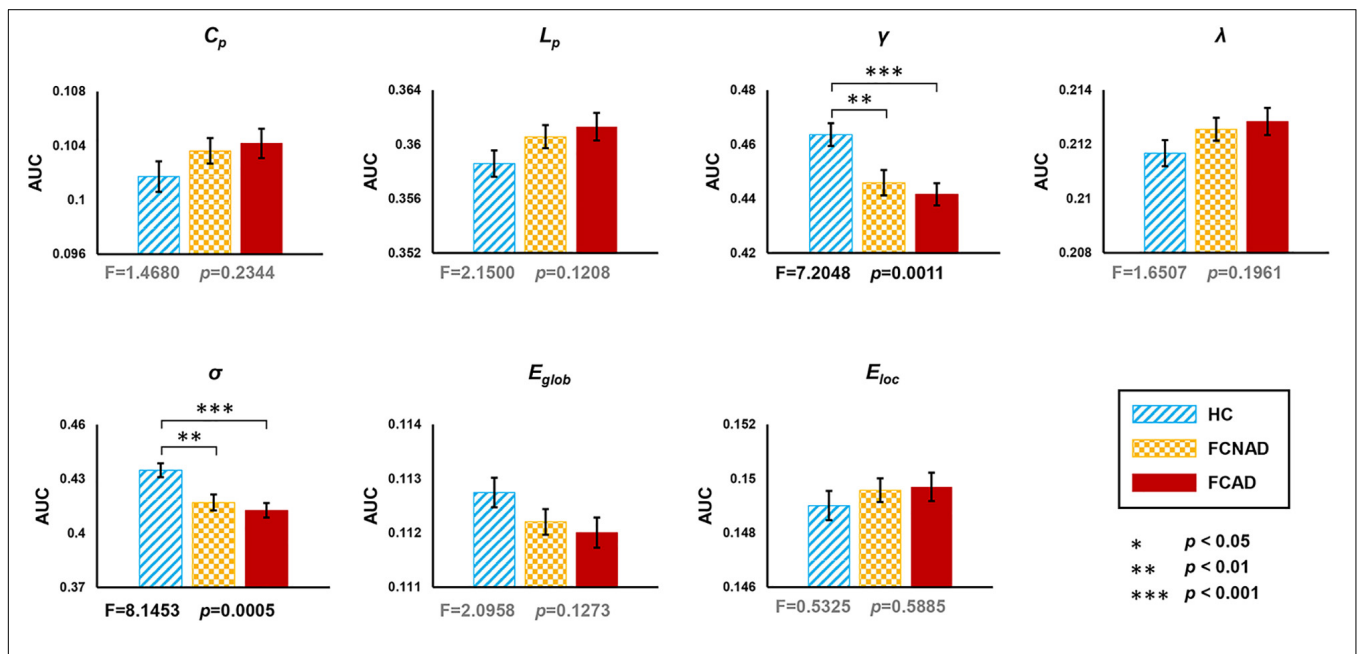 Cp
AUC
0.108
0.104
0.1
0.096
F=1.4680 p=0.2344
Lp
AUC
0.364
0.36
0.356
0.352
F=2.1500 p=0.1208
γ
***
**
AUC
0.48
0.46
0.44
0.42
F=7.2048 p=0.0011
λ
AUC
0.214
0.212
0.21
0.208
F=1.6507 p=0.1961
σ
***
**
AUC
0.46
0.43
0.4
0.37
F=8.1453 p=0.0005
Eglob
AUC
0.114
0.113
0.112
0.111
F=2.0958 p=0.1273
Eloc
AUC
0.152
0.15
0.148
0.146
F=0.5325 p=0.5885
HC
FCNAD
FCAD
* p < 0.05
** p < 0.01
*** p < 0.001